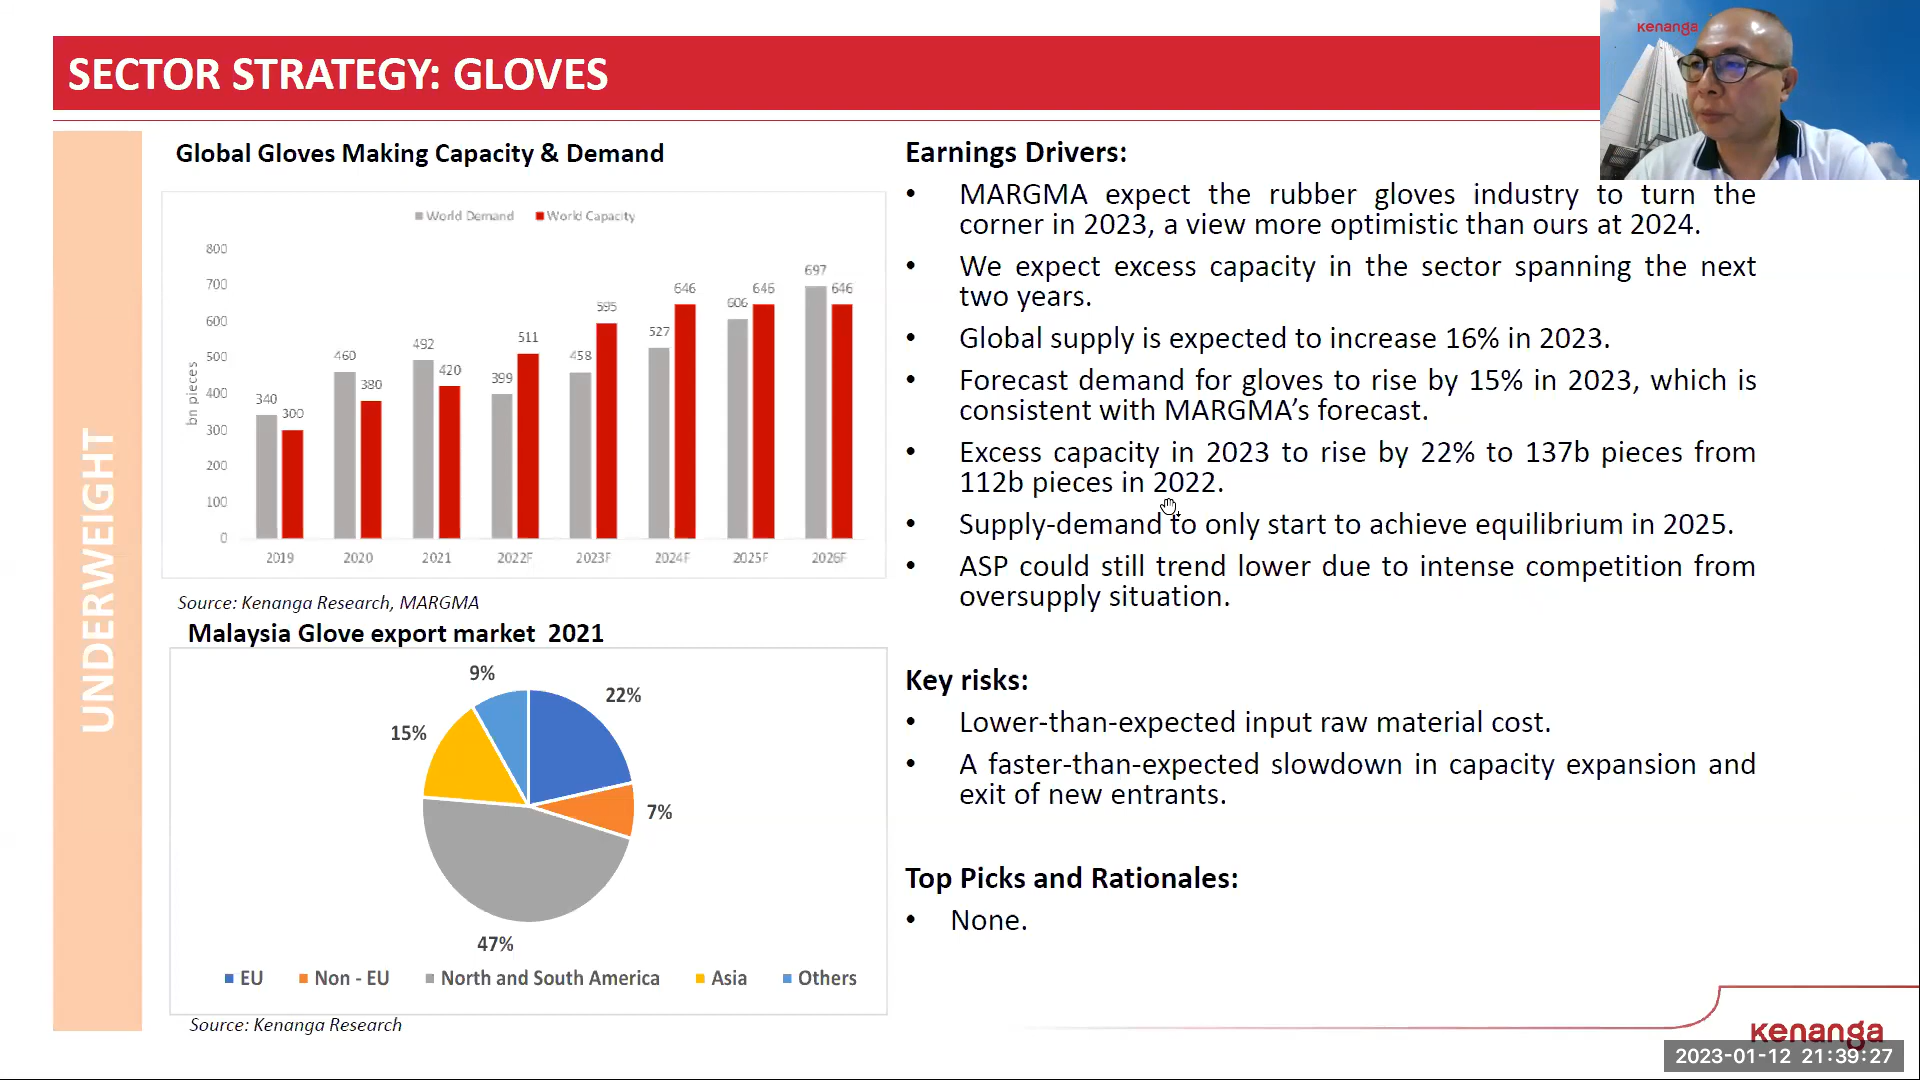 kenanga
SECTOR STRATEGY: GLOVES
UNDERWEIGHT
Global Gloves Making Capacity & Demand
World Demand World Capacity
bn pieces
800
700
600
500
400
300
200
100
0
340 300
460 380
492 420
399 511
458 595
527 646
606 646
697 646
2019 2020 2021 2022F 2023F 2024F 2025F 2026F
Source: Kenanga Research, MARGMA
Malaysia Glove export market 2021
9%
22%
15%
7%
47%
EU Non - EU North and South America Asia Others
Source: Kenanga Research
Earnings Drivers:
• MARGMA expect the rubber gloves industry to turn the
corner in 2023, a view more optimistic than ours at 2024.
• We expect excess capacity in the sector spanning the next
two years.
• Global supply is expected to increase 16% in 2023.
• Forecast demand for gloves to rise by 15% in 2023, which is
consistent with MARGMA’s forecast.
• Excess capacity in 2023 to rise by 22% to 137b pieces from
112b pieces in 2022.
• Supply-demand to only start to achieve equilibrium in 2025.
• ASP could still trend lower due to intense competition from
oversupply situation.
Key risks:
• Lower-than-expected input raw material cost.
• A faster-than-expected slowdown in capacity expansion and
exit of new entrants.
Top Picks and Rationales:
• None.
kenanga
2023-01-12 21:39:27